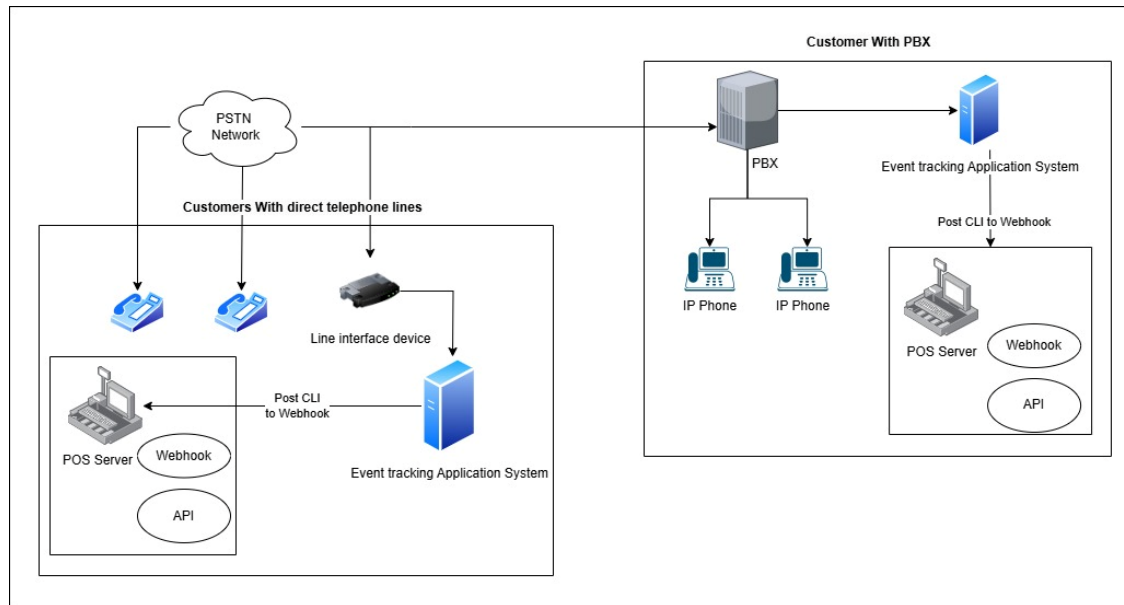 Customer With PBX
PSTN
Network
PBX
Event tracking Application System
Customers With direct telephone lines
Post CLI to Webhook
IP Phone
IP Phone
Line interface device
POS Server
Webhook
API
Post CLI
to Webhook
POS Server
Webhook
Event tracking Application System
API